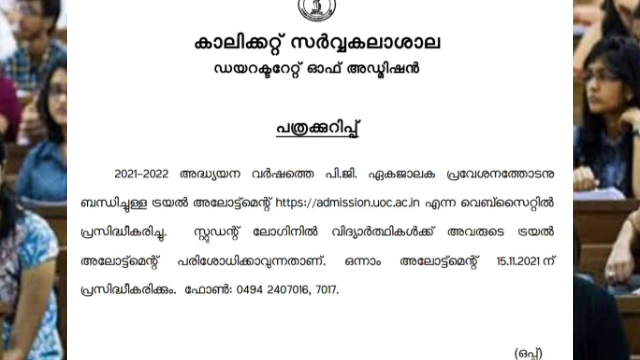 കാലിക്കറ്റ് സർവ്വകലാശാല
ഡയറക്ടറേറ്റ് ഓഫ് അഡ്മിഷൻ
പത്രക്കുറിപ്പ്
2021-2022 അദ്ധ്യയന വർഷത്തെ പി.ജി. ഏകജാലക പ്രവേശനത്തോടനു
ബന്ധിച്ചുള്ള ട്രയൽ അലോട്ട്മെന്റ് https://admission.uoc.ac.in എന്ന വെബ്സൈറ്റിൽ
പ്രസിദ്ധീകരിച്ചു. സ്റ്റുഡന്റ് ലോഗിനിൽ വിദ്യാർത്ഥികൾക്ക് അവരുടെ ട്രയൽ
അലോട്ട്മെന്റ് പരിശോധിക്കാവുന്നതാണ്. ഒന്നാം അലോട്ട്മെന്റ് 15.11.2021 ന്
പ്രസിദ്ധീകരിക്കും. ഫോൺ: 0494 2407016, 7017.
(ഒപ്പ്)